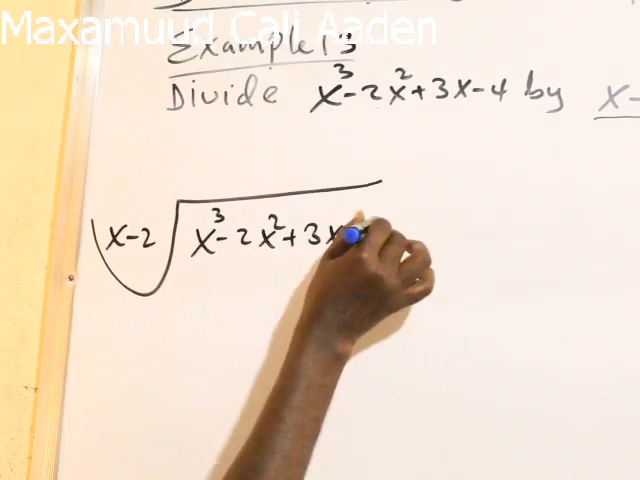 Maxamuud Cali Aaden
Example 13
Divide x³-2x²+3x-4 by x-
x-2 x³-2x²+3x